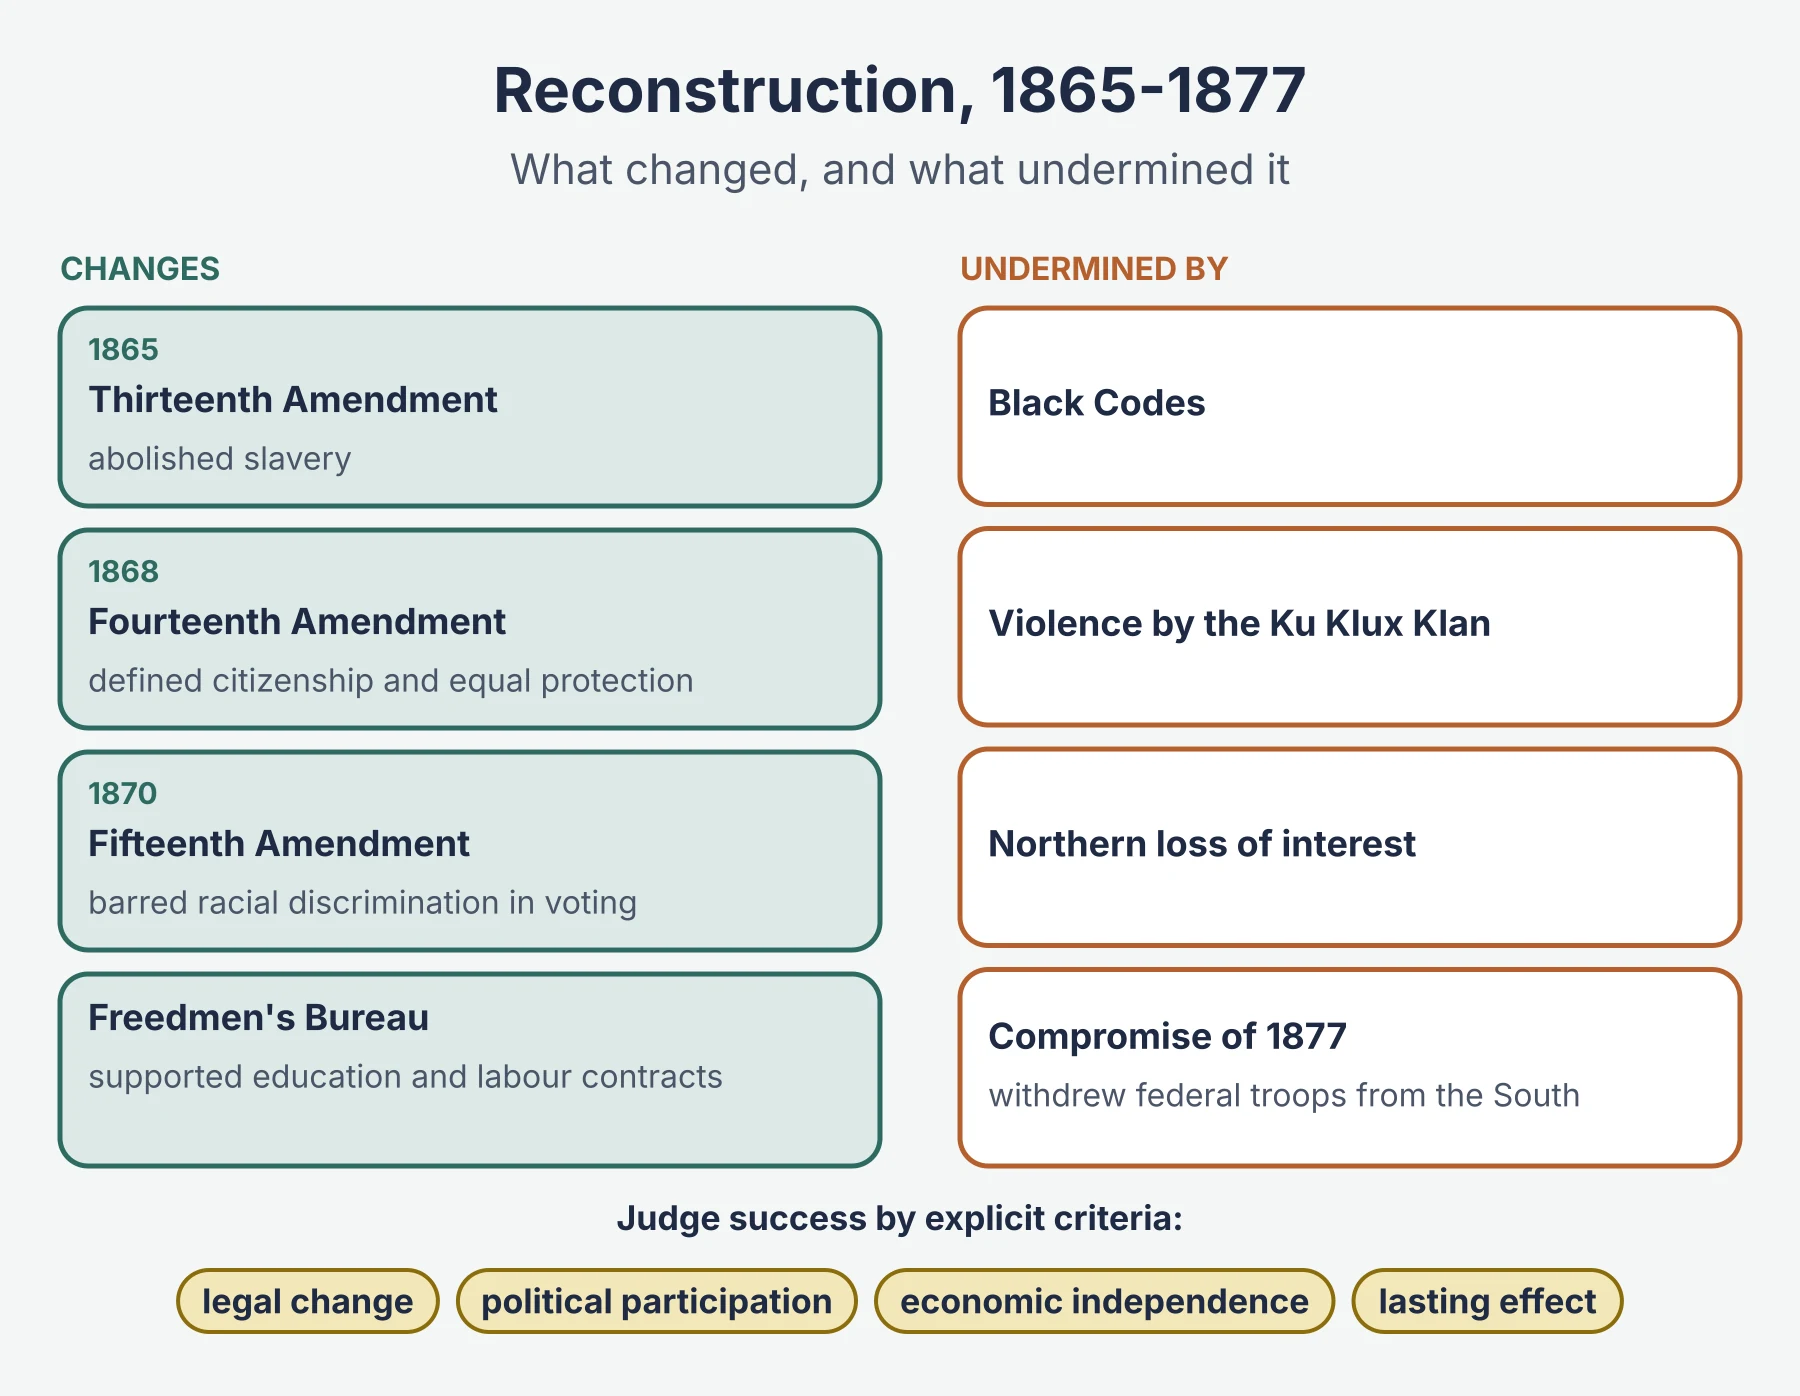 Reconstruction, 1865-1877
What changed, and what undermined it
CHANGES
1865
Thirteenth Amendment
abolished slavery
1868
Fourteenth Amendment
defined citizenship and equal protection
1870
Fifteenth Amendment
barred racial discrimination in voting
Freedmen's Bureau
supported education and labour contracts
UNDERMINED BY
Black Codes
Violence by the Ku Klux Klan
Northern loss of interest
Compromise of 1877
withdrew federal troops from the South
Judge success by explicit criteria:
legal change
political participation
economic independence
lasting effect